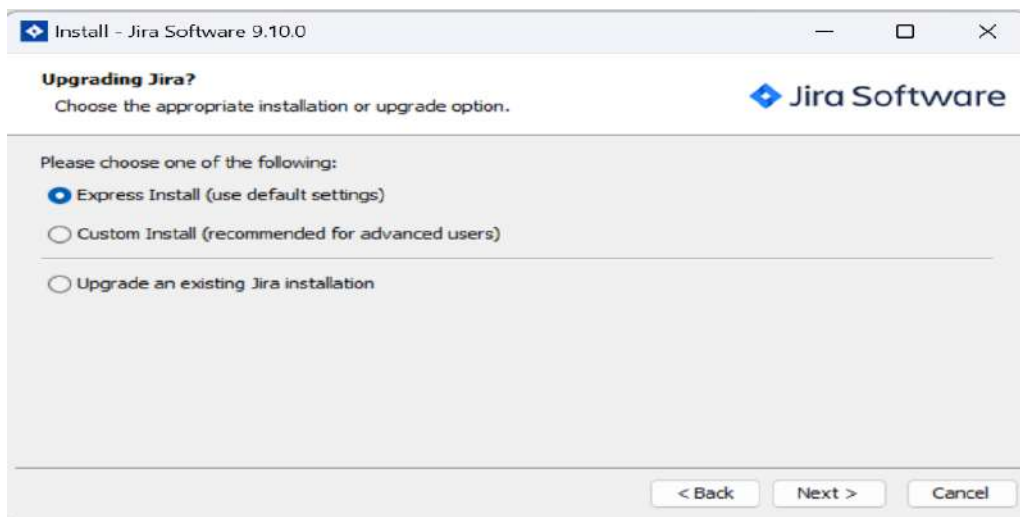 Install - Jira Software 9.10.0
Upgrading Jira?
Choose the appropriate installation or upgrade option.
Jira Software
Please choose one of the following:
Express Install (use default settings)
Custom Install (recommended for advanced users)
Upgrade an existing Jira installation
< Back Next > Cancel